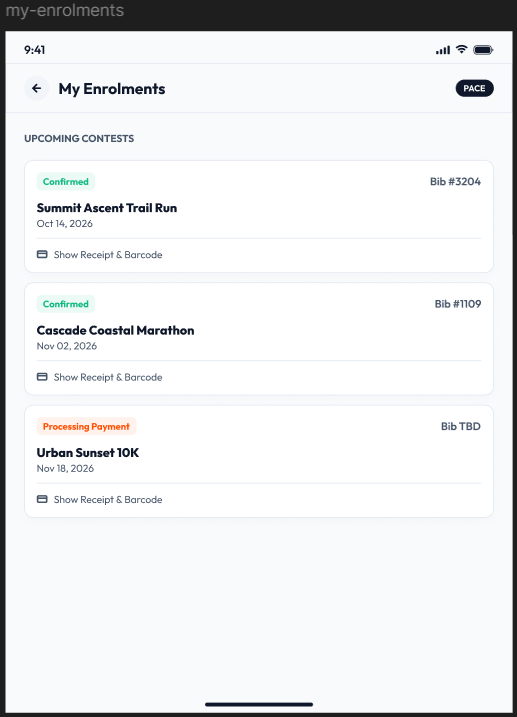 my-enrolments
9:41
My Enrolments
PACE
UPCOMING CONTESTS
Confirmed
Bib #3204
Summit Ascent Trail Run
Oct 14, 2026
Show Receipt & Barcode
Confirmed
Bib #1109
Cascade Coastal Marathon
Nov 02, 2026
Show Receipt & Barcode
Processing Payment
Bib TBD
Urban Sunset 10K
Nov 18, 2026
Show Receipt & Barcode